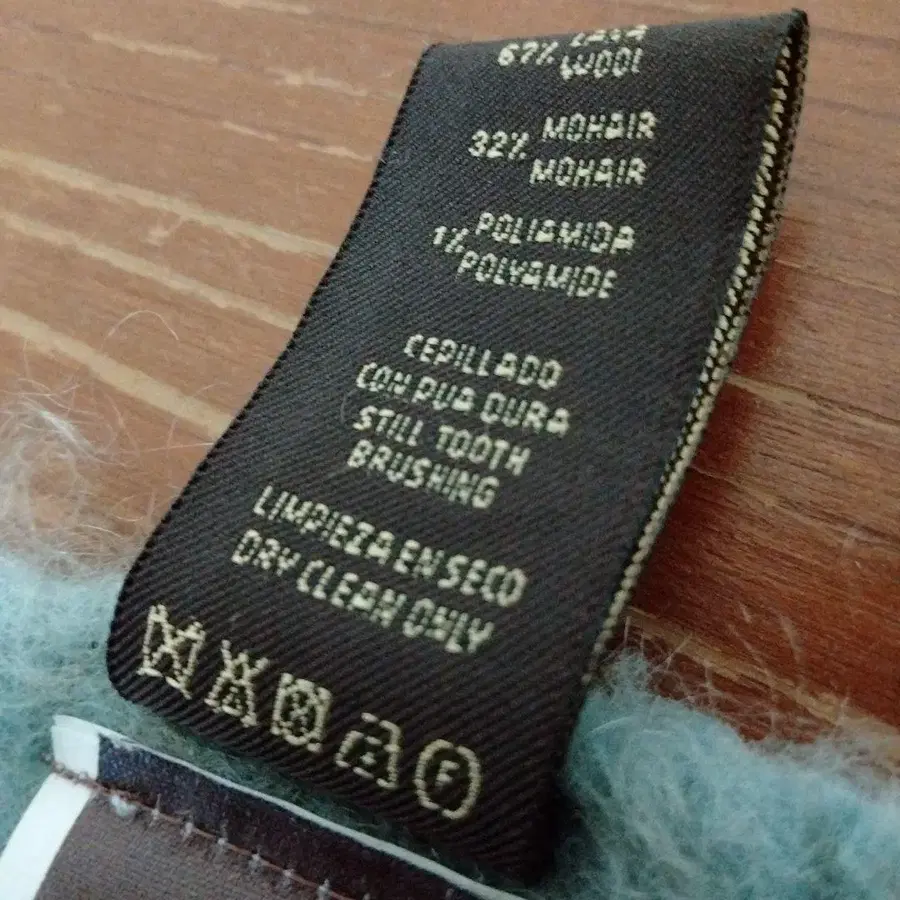 67% LANA
WOOL
32% MOHAIR
MOHAIR
1% POLIAMIDA
POLYAMIDE
CEPILLADO
CON PUA DURA
STILL TOOTH
BRUSHING
LIMPIEZA EN SECO
DRY CLEAN ONLY
F